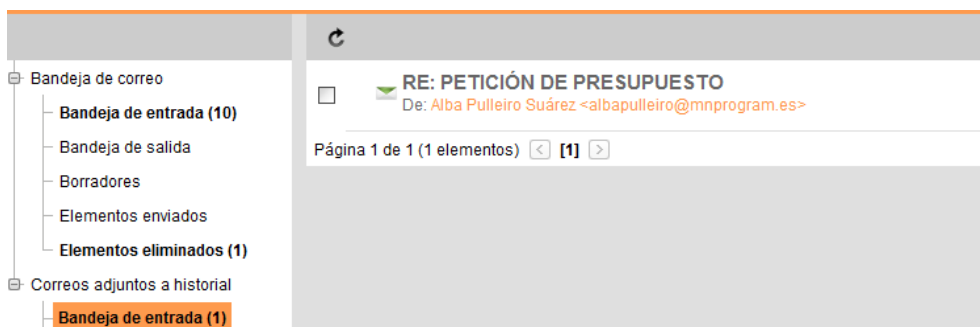 Bandeja de correo
Bandeja de entrada (10)
Bandeja de salida
Borradores
Elementos enviados
Elementos eliminados (1)
Correos adjuntos a historial
Bandeja de entrada (1)
RE: PETICIÓN DE PRESUPUESTO
De: Alba Pulleiro Suárez <albapulleiro@mnprogram.es>
Página 1 de 1 (1 elementos) < [1] >